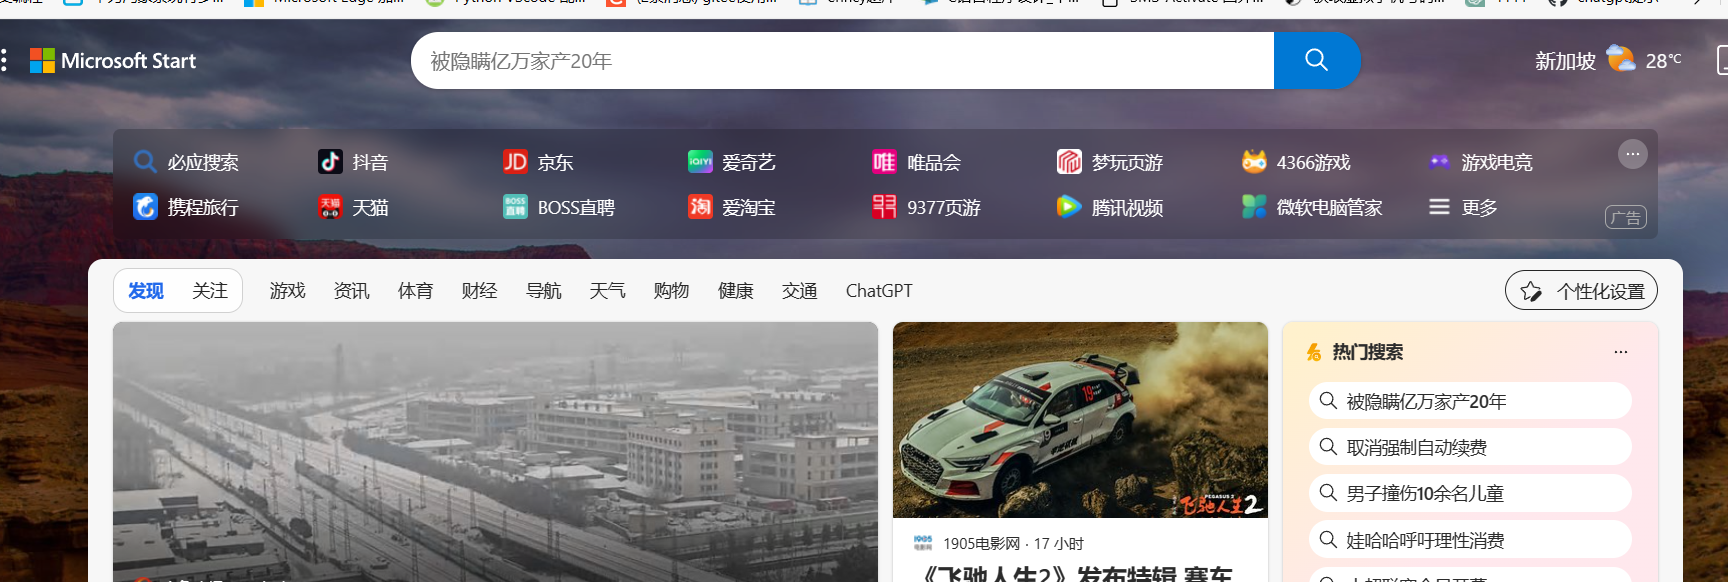 Microsoft Start
被隐瞒亿万家产20年
新加坡 28°C
必应搜索 抖音 京东 爱奇艺 唯品会 梦玩页游 4366游戏 游戏电竞
携程旅行 天猫 BOSS直聘 爱淘宝 9377页游 腾讯视频 微软电脑管家 更多
广告
发现 关注 游戏 资讯 体育 财经 导航 天气 购物 健康 交通 ChatGPT 个性化设置
热门搜索
被隐瞒亿万家产20年
取消强制自动续费
男子撞伤10余名儿童
娃哈哈呼吁理性消费
PEGASUS 2
飞驰人生2
1905电影网 · 17 小时
《飞驰人生2》发布特辑 赛车